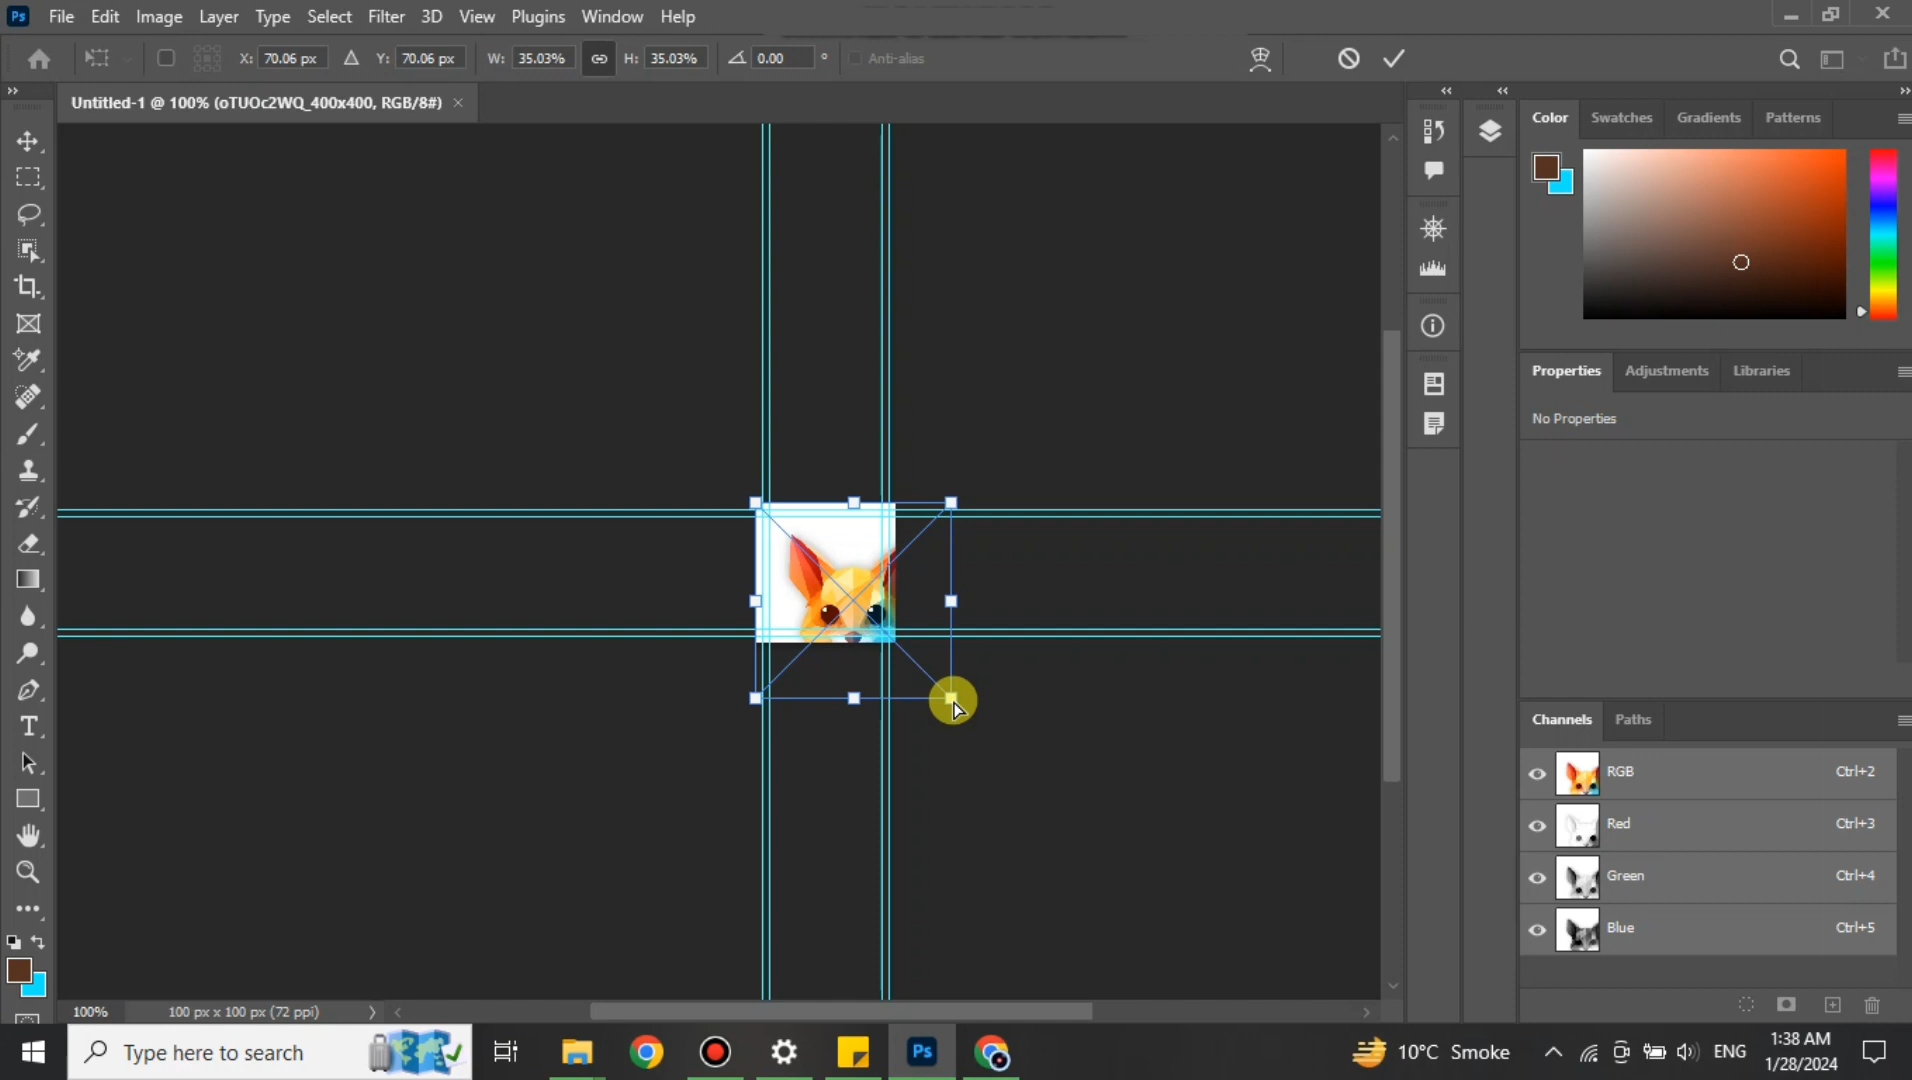 Ps File Edit Image Layer Type Select Filter 3D View Plugins Window Help
X: 70.06 px Y: 70.06 px W: 35.03% H: 35.03% 0.00 ° Anti-alias
Untitled-1 @ 100% (oTUOc2WQ_400x400, RGB/8#) ×
Color Swatches Gradients Patterns
Properties Adjustments Libraries
No Properties
Channels Paths
RGB Ctrl+2
Red Ctrl+3
Green Ctrl+4
Blue Ctrl+5
T
100% 100 px x 100 px (72 ppi)
Type here to search
Ps
10°C Smoke
ENG
1:38 AM
1/28/2024